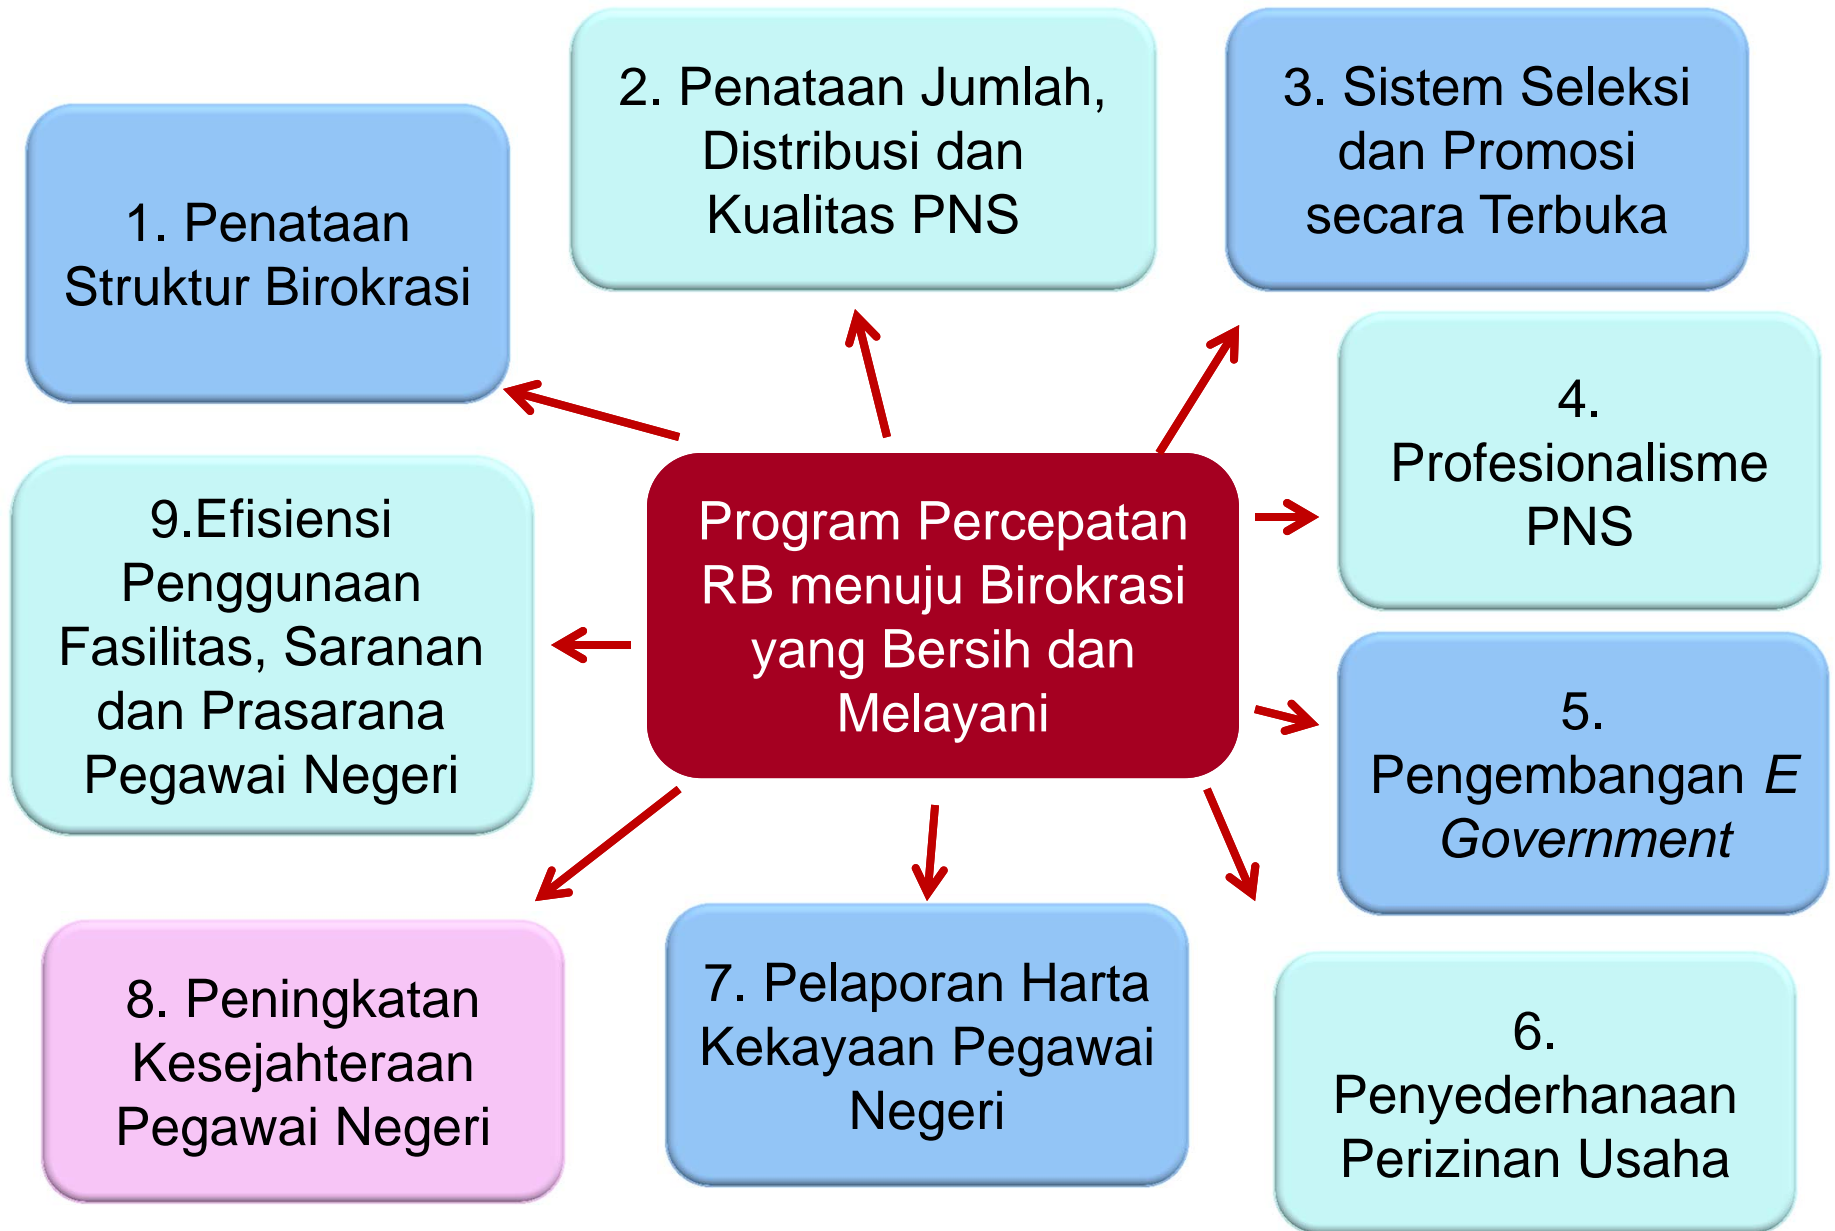 1. Penataan
Struktur Birokrasi
2. Penataan Jumlah,
Distribusi dan
Kualitas PNS
3. Sistem Seleksi
dan Promosi
secara Terbuka
4.
Profesionalisme
PNS
9.Efisiensi
Penggunaan
Fasilitas, Saranan
dan Prasarana
Pegawai Negeri
Program Percepatan
RB menuju Birokrasi
yang Bersih dan
Melayani
5.
Pengembangan E
Government
8. Peningkatan
Kesejahteraan
Pegawai Negeri
7. Pelaporan Harta
Kekayaan Pegawai
Negeri
6.
Penyederhanaan
Perizinan Usaha